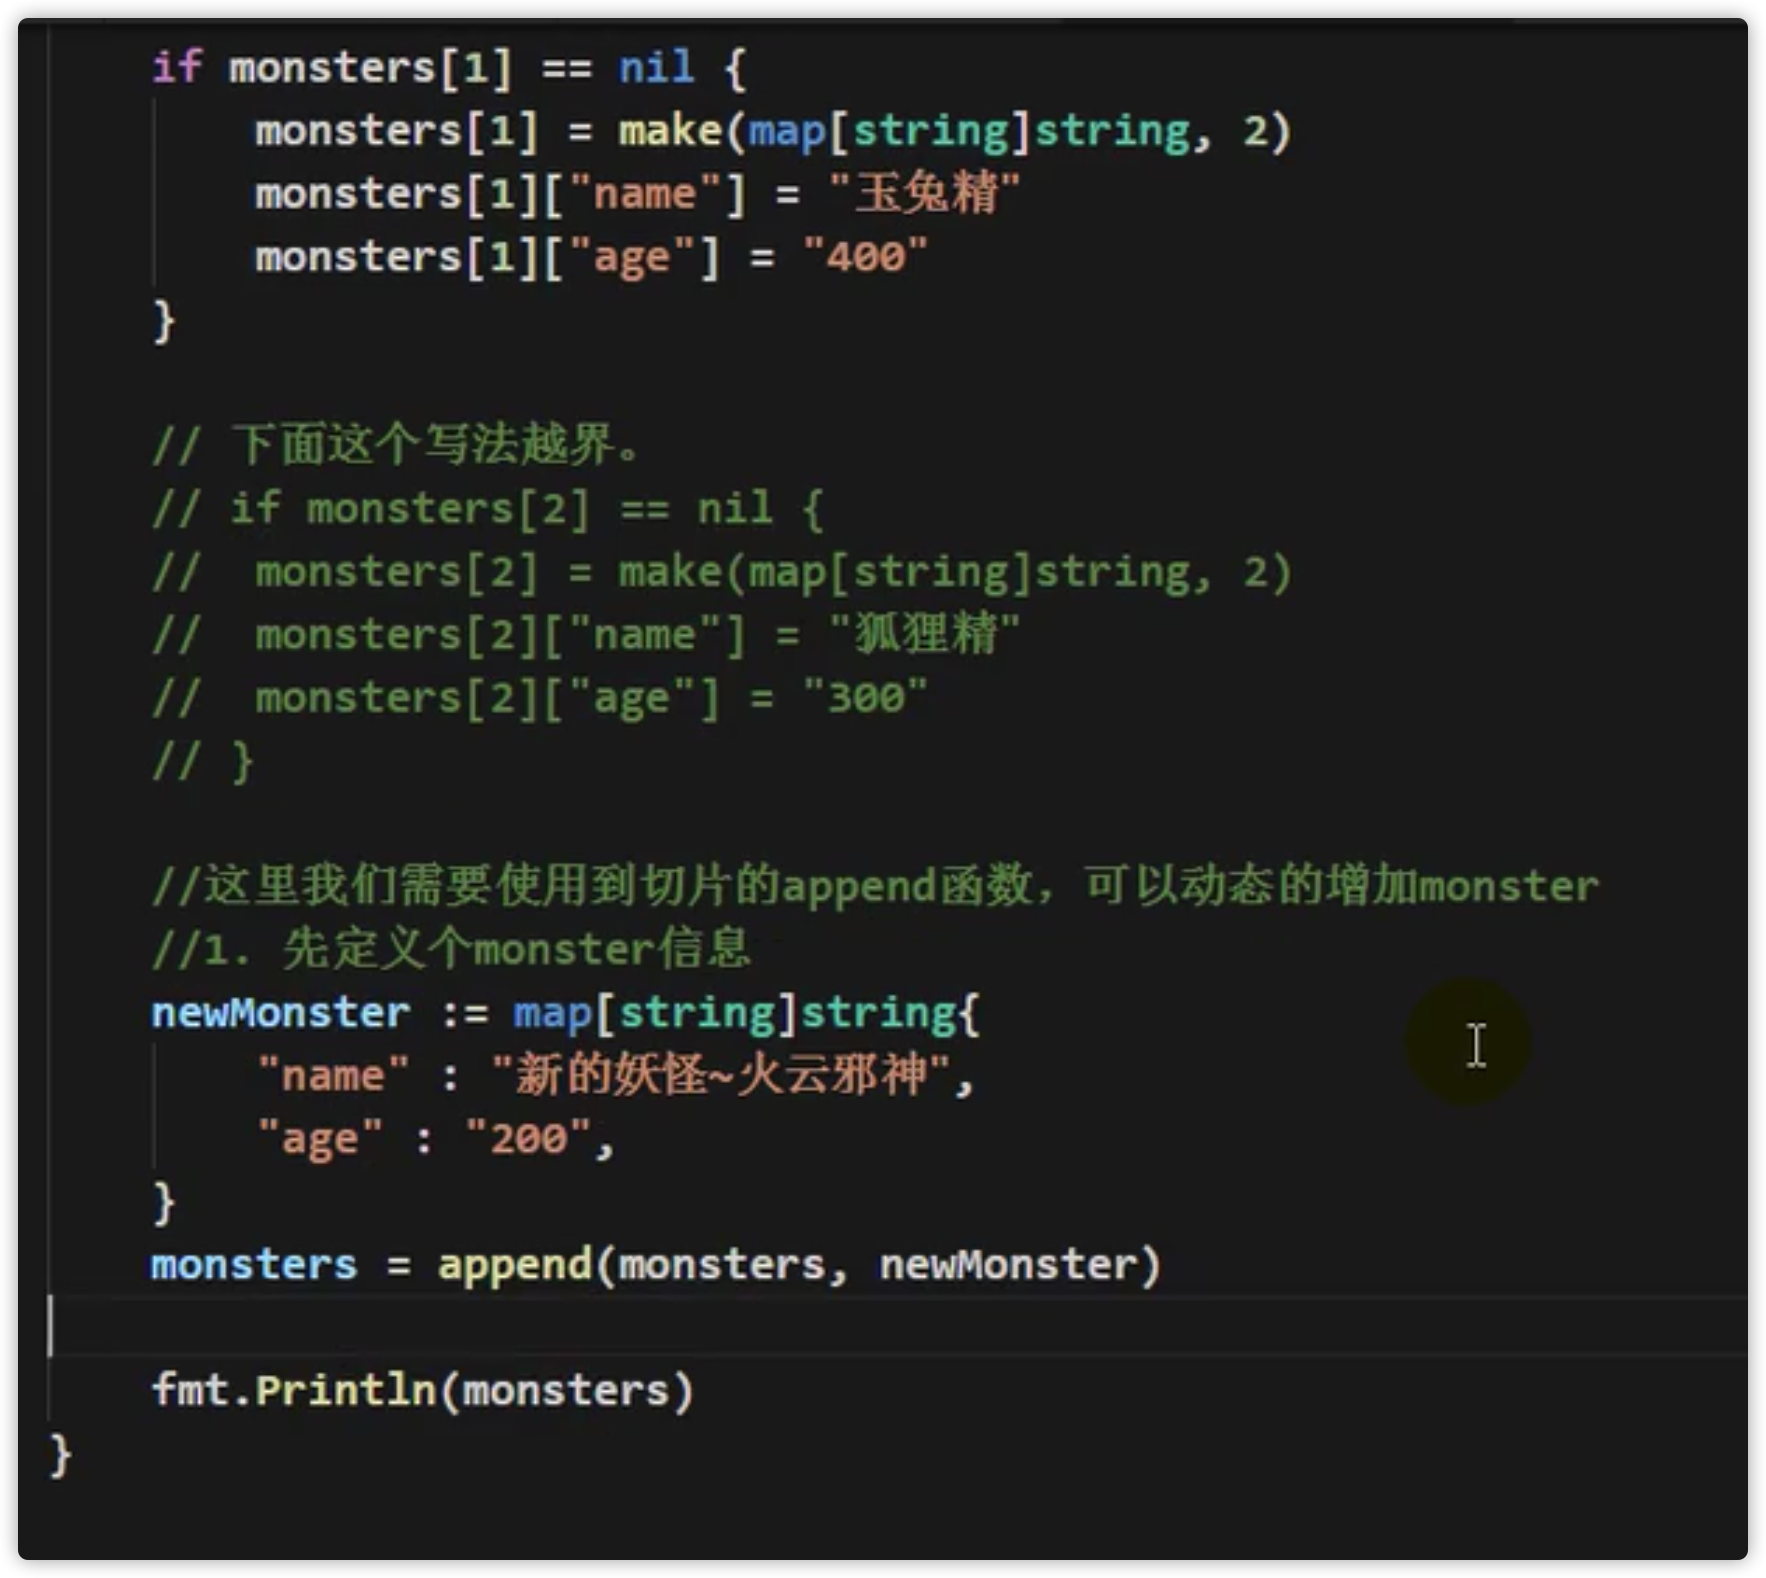 if monsters[1] == nil {
monsters[1] = make(map[string]string, 2)
monsters[1]["name"] = "玉兔精"
monsters[1]["age"] = "400"
}
// 下面这个写法越界。
// if monsters[2] == nil {
//  monsters[2] = make(map[string]string, 2)
//  monsters[2]["name"] = "狐狸精"
//  monsters[2]["age"] = "300"
// }
//这里我们需要使用到切片的append函数，可以动态的增加monster
//1. 先定义个monster信息
newMonster := map[string]string{
"name" : "新的妖怪~火云邪神",
"age" : "200",
}
monsters = append(monsters, newMonster)
fmt.Println(monsters)
}